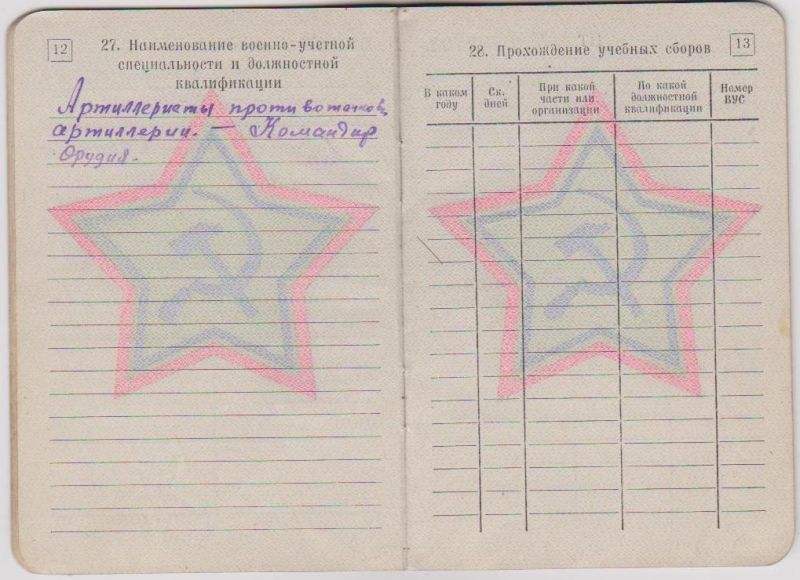 12
27. Наименование военно-учетной
специальности и должностной
квалификации
Артиллеристы противотанков.
артиллерии. — Командир
орудия.
28. Прохождение учебных сборов
13
В каком году
Ск. дней
При какой части или организации
По какой должностной квалификации
Номер ВУС